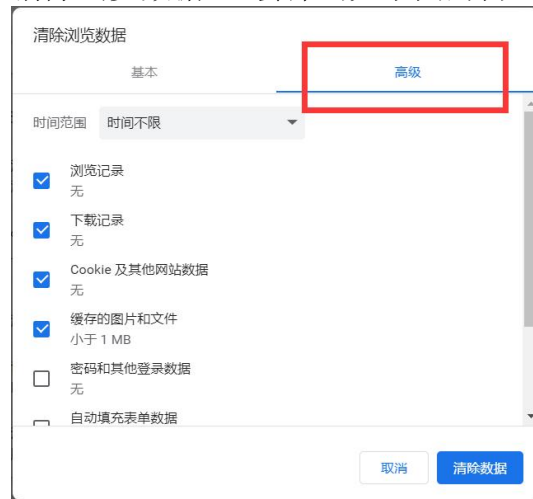 清除浏览数据
基本
高级
时间范围 时间不限
浏览记录
无
下载记录
无
Cookie 及其他网站数据
无
缓存的图片和文件
小于 1 MB
密码和其他登录数据
无
自动填充表单数据
取消
清除数据